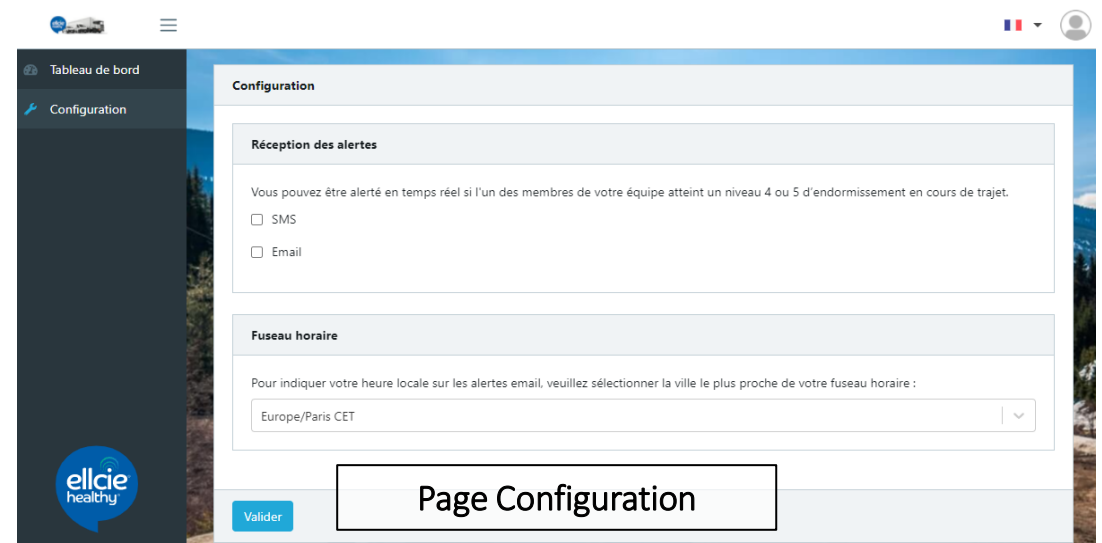 Tableau de bord
Configuration
Configuration
Réception des alertes
Vous pouvez être alerté en temps réel si l'un des membres de votre équipe atteint un niveau 4 ou 5 d'endormissement en cours de trajet.
SMS
Email
Fuseau horaire
Pour indiquer votre heure locale sur les alertes email, veuillez sélectionner la ville le plus proche de votre fuseau horaire :
Europe/Paris CET
ellcie
healthy
Page Configuration
Valider